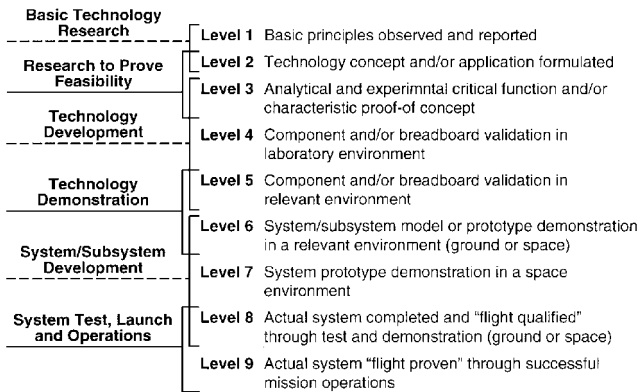 Basic Technology
Research
Level 1 Basic principles observed and reported
Level 2 Technology concept and/or application formulated
Research to Prove
Feasibility
Level 3 Analytical and experimntal critical function and/or
characteristic proof-of concept
Technology
Development
Level 4 Component and/or breadboard validation in
laboratory environment
Level 5 Component and/or breadboard validation in
relevant environment
Technology
Demonstration
Level 6 System/subsystem model or prototype demonstration
in a relevant environment (ground or space)
System/Subsystem
Development
Level 7 System prototype demonstration in a space
environment
Level 8 Actual system completed and “flight qualified”
through test and demonstration (ground or space)
System Test, Launch
and Operations
Level 9 Actual system “flight proven” through successful
mission operations